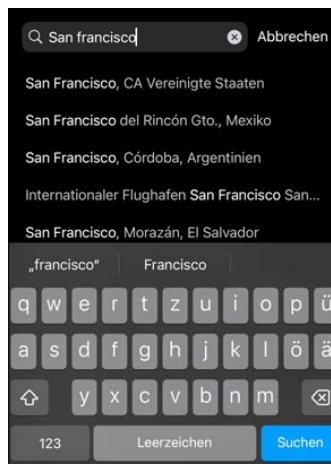 San francisco Abbrechen
San Francisco, CA Vereinigte Staaten
San Francisco del Rincón Gto., Mexiko
San Francisco, Córdoba, Argentinien
Internationaler Flughafen San Francisco San...
San Francisco, Morazán, El Salvador
„francisco“ Francisco
q w e r t z u i o p ü
a s d f g h j k l ö ä
y x c v b n m
123 Leerzeichen Suchen